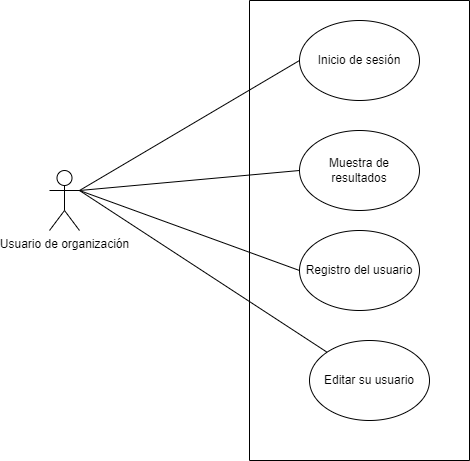 Inicio de sesión
Muestra de
resultados
Usuario de organización
Registro del usuario
Editar su usuario